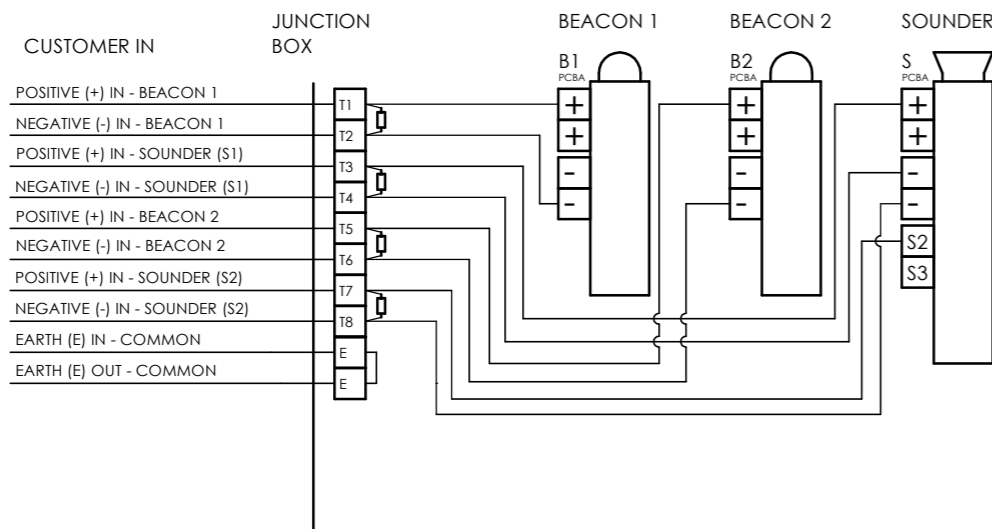 CUSTOMER IN
JUNCTION
BOX
BEACON 1
BEACON 2
SOUNDER
POSITIVE (+) IN - BEACON 1
NEGATIVE (-) IN - BEACON 1
POSITIVE (+) IN - SOUNDER (S1)
NEGATIVE (-) IN - SOUNDER (S1)
POSITIVE (+) IN - BEACON 2
NEGATIVE (-) IN - BEACON 2
POSITIVE (+) IN - SOUNDER (S2)
NEGATIVE (-) IN - SOUNDER (S2)
EARTH (E) IN - COMMON
EARTH (E) OUT - COMMON
T1
T2
T3
T4
T5
T6
T7
T8
E
E
B1
PCBA
+
+
-
-
B2
PCBA
+
+
-
-
S
PCBA
+
+
-
-
S2
S3